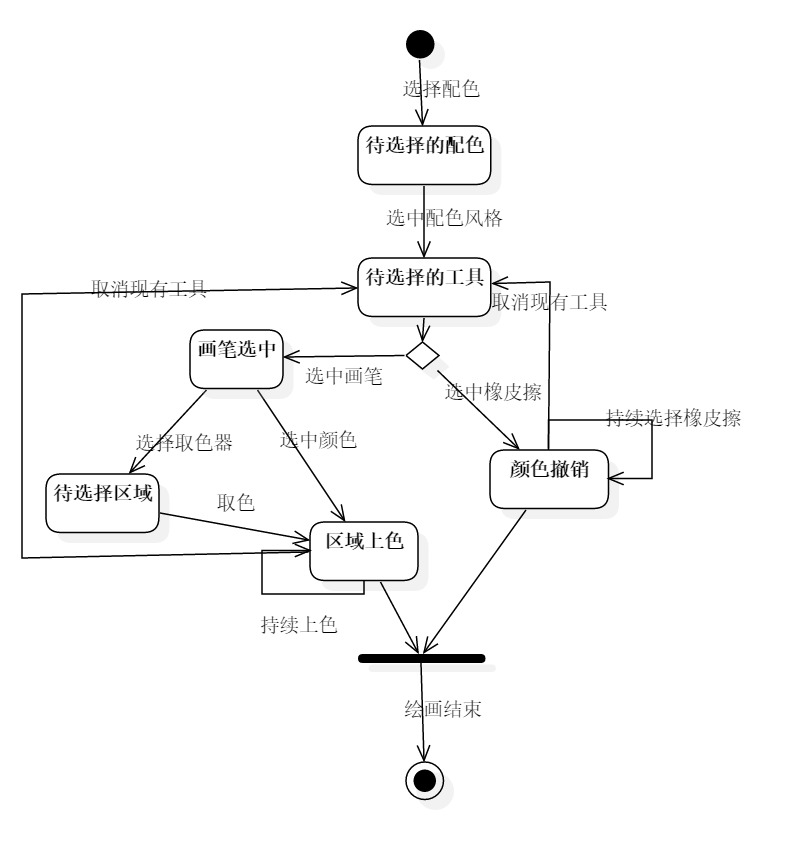 选择配色
待选择的配色
选中配色风格
待选择的工具
取消现有工具
取消现有工具
画笔选中
选中画笔
选中橡皮擦
持续选择橡皮擦
选择取色器
选中颜色
颜色撤销
待选择区域
取色
区域上色
持续上色
绘画结束